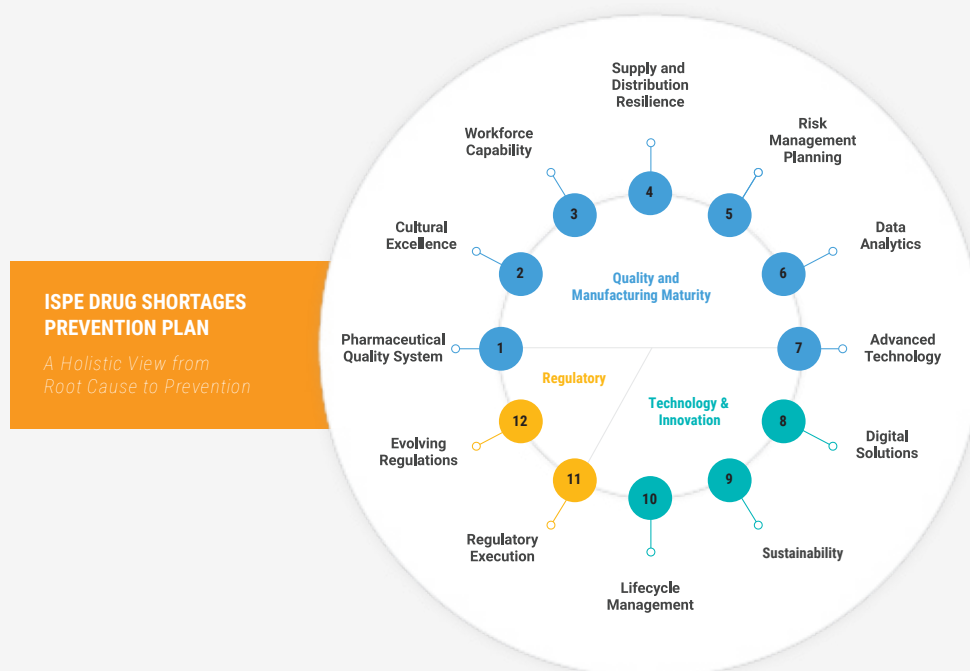 ISPE DRUG SHORTAGES
PREVENTION PLAN
A Holistic View from
Root Cause to Prevention
Supply and
Distribution
Resilience
Workforce
Capability
Risk
Management
Planning
Cultural
Excellence
Data
Analytics
Pharmaceutical
Quality System
Advanced
Technology
Evolving
Regulations
Digital
Solutions
Regulatory
Execution
Sustainability
Lifecycle
Management
Quality and
Manufacturing Maturity
Regulatory
Technology &
Innovation
1
2
3
4
5
6
7
8
9
10
11
12